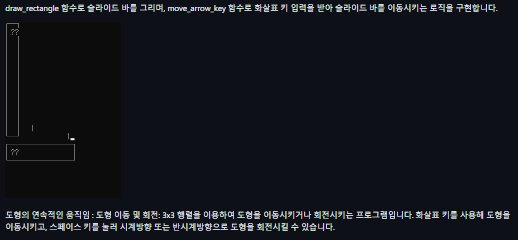 draw_rectangle 함수로 슬라이드 바를 그리며, move_arrow_key 함수로 화살표 키 입력을 받아 슬라이드 바를 이동시키는 로직을 구현합니다.
??
??
도형의 연속적인 움직임 : 도형 이동 및 회전: 3x3 행렬을 이용하여 도형을 이동시키거나 회전시키는 프로그램입니다. 화살표 키를 사용해 도형을
이동시키고, 스페이스 키를 눌러 시계방향 또는 반시계방향으로 도형을 회전시킬 수 있습니다.